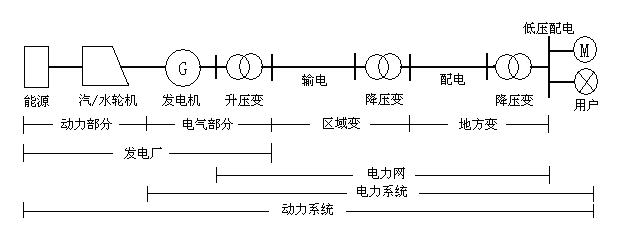 低压配电
G
M
输电
配电
能源
汽/水轮机
发电机
升压变
降压变
降压变
用户
动力部分
电气部分
区域变
地方变
发电厂
电力网
电力系统
动力系统